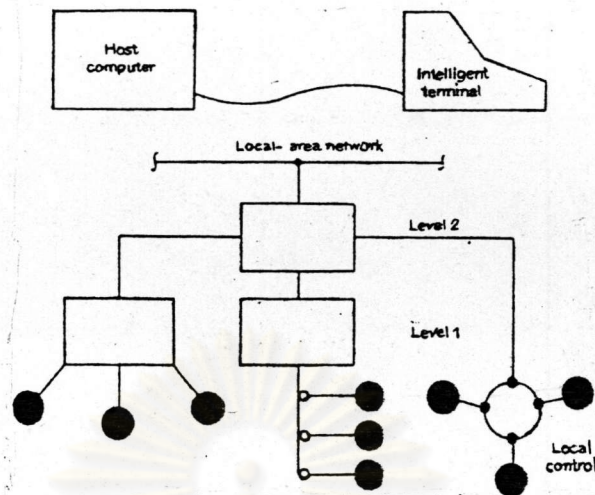 Host
computer
Intelligent
terminal
Local-area network
Level 2
Level 1
Local
control